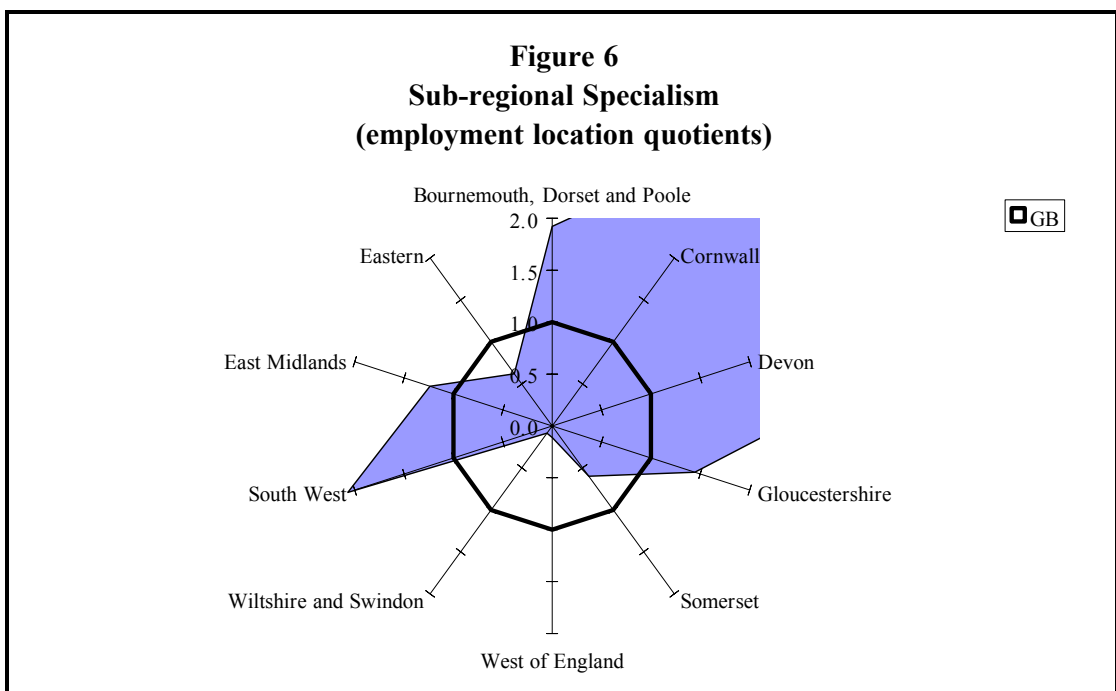 Figure 6
Sub-regional Specialism
(employment location quotients)
Bournemouth, Dorset and Poole
GB
2.0
Eastern
Cornwall
1.5
1.0
East Midlands
Devon
0.5
0.0
South West
Gloucestershire
Wiltshire and Swindon
Somerset
West of England